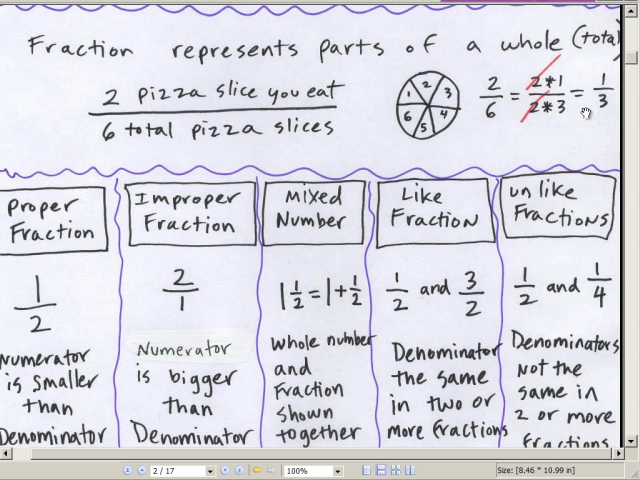 Fraction represents parts of a whole (total)
2 pizza slice you eat
6 total pizza slices
1 2 3 4 5 6
2/6 = 2*1/2*3 = 1/3
Proper
Fraction
1/2
Numerator
is smaller
than
Denominator
Improper
Fraction
2/1
Numerator
is bigger
than
Denominator
Mixed
Number
1 1/2 = 1 + 1/2
Whole number
and
Fraction
shown
together
Like
Fraction
1/2 and 3/2
Denominator
the same
in two or
more fractions
unlike
Fractions
1/2 and 1/4
Denominators
not the
same in
2 or more
fractions
2 / 17
100%
Size: [8.46 * 10.99 in]